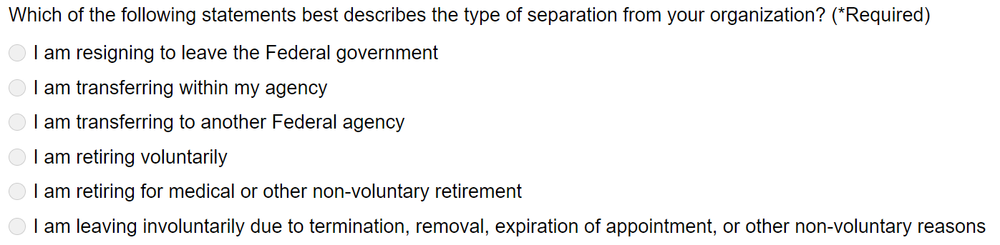 Which of the following statements best describes the type of separation from your organization? (*Required)
I am resigning to leave the Federal government
I am transferring within my agency
I am transferring to another Federal agency
I am retiring voluntarily
I am retiring for medical or other non-voluntary retirement
I am leaving involuntarily due to termination, removal, expiration of appointment, or other non-voluntary reasons